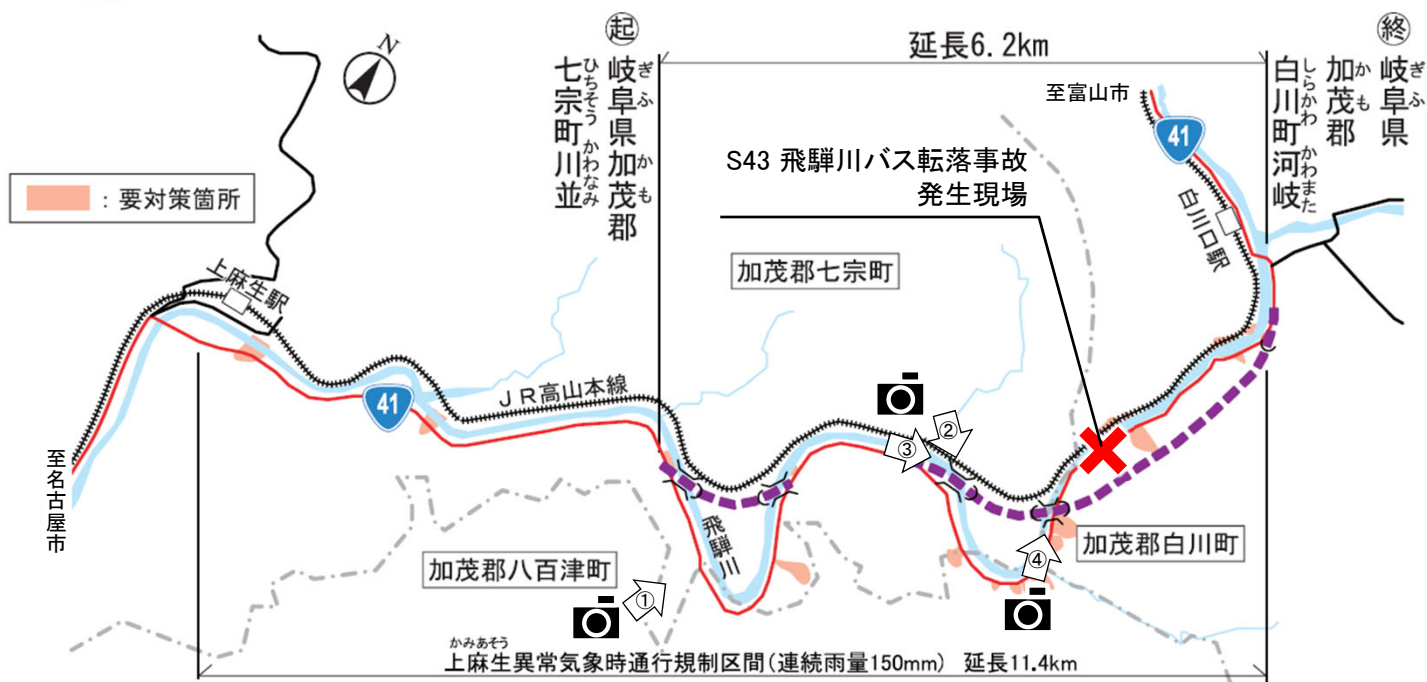 起
岐阜県加茂郡
七宗町川並
ぎふ
かも
ひちそう かわなみ
延長6.2km
終
岐阜県
加茂郡
白川町河岐
ぎふ
かも
しらかわ かわまた
N
至富山市
41
S43 飛騨川バス転落事故
発生現場
：要対策箇所
白川口駅
加茂郡七宗町
上麻生駅
JR高山本線
41
②
③
至名古屋市
飛騨川
加茂郡白川町
④
加茂郡八百津町
①
かみあそう
上麻生異常気象時通行規制区間(連続雨量150mm) 延長11.4km